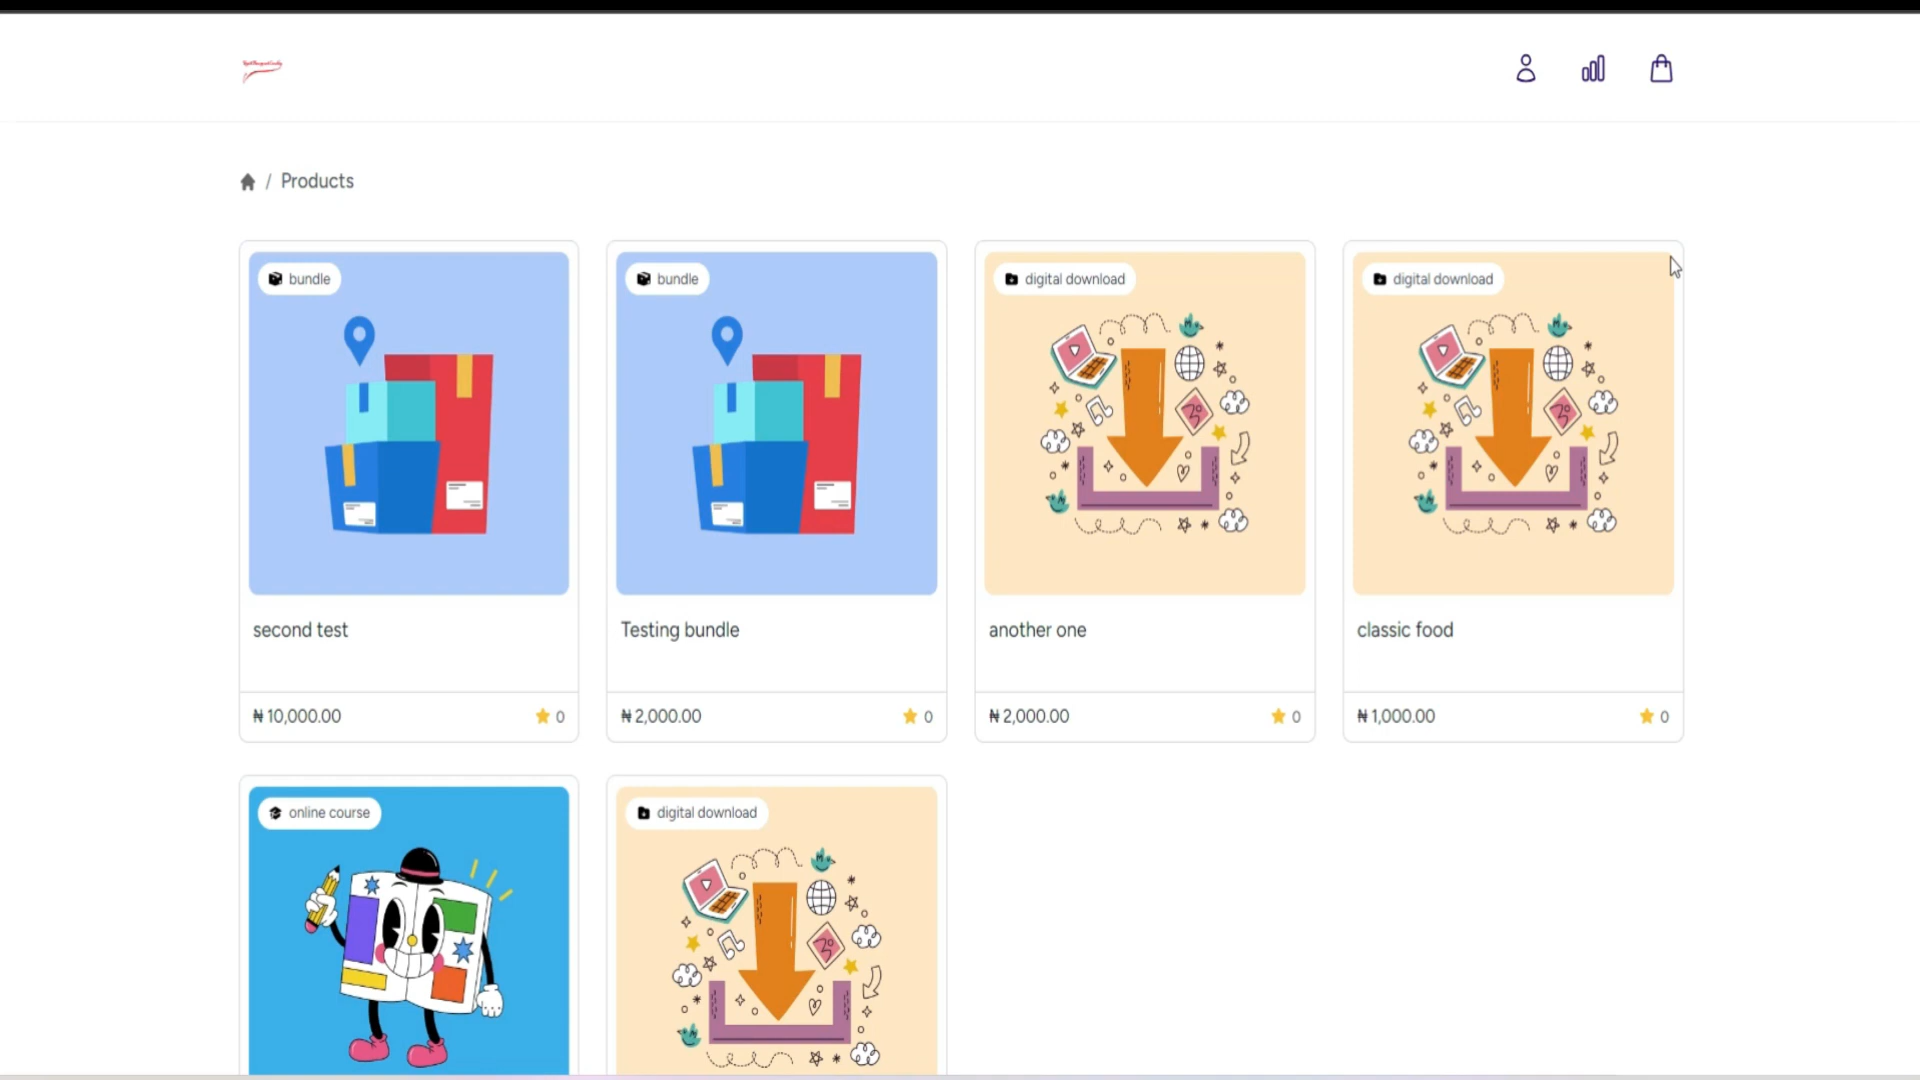 / Products
bundle
bundle
digital download
digital download
second test
Testing bundle
another one
classic food
₦ 10,000.00
0
₦ 2,000.00
0
₦ 2,000.00
0
₦ 1,000.00
0
online course
digital download